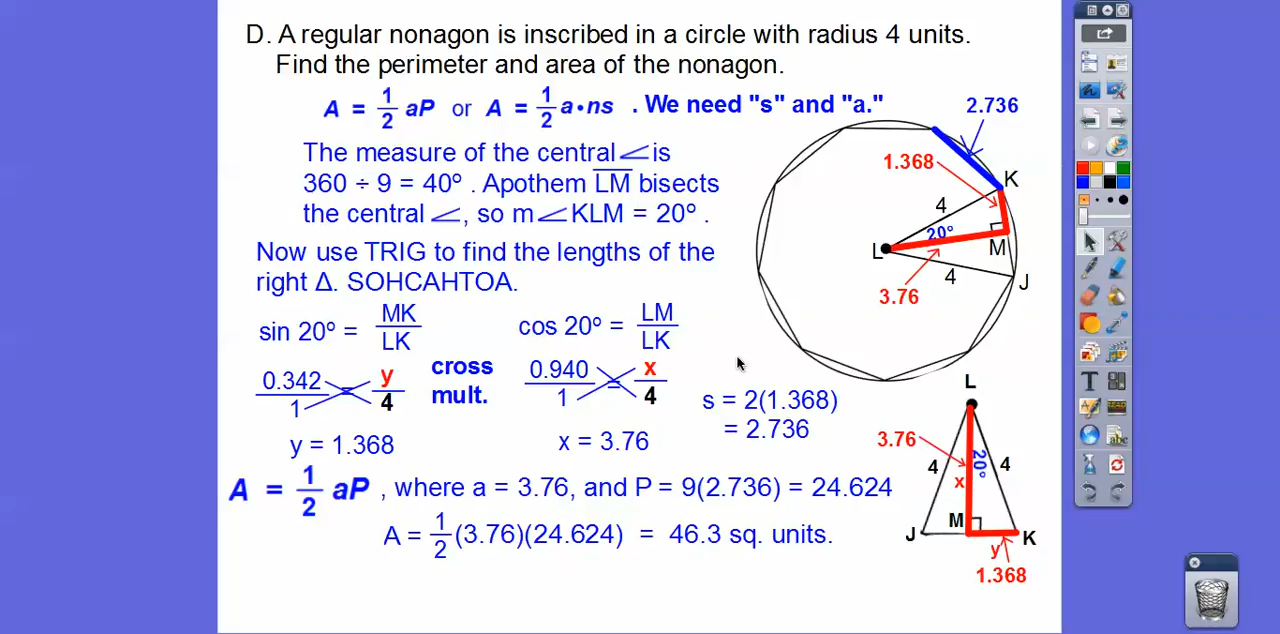 D. A regular nonagon is inscribed in a circle with radius 4 units.
Find the perimeter and area of the nonagon.
A = 1/2 aP or A = 1/2 a•ns . We need "s" and "a."
The measure of the central ∠ is
360 ÷ 9 = 40º . Apothem L̅M̅ bisects
the central ∠, so m∠KLM = 20º .
Now use TRIG to find the lengths of the
right Δ. SOHCAHTOA.
sin 20º = MK/LK
cos 20º = LM/LK
0.342/1 = y/4
cross
mult.
0.940/1 = x/4
y = 1.368
x = 3.76
s = 2(1.368)
= 2.736
A = 1/2 aP , where a = 3.76, and P = 9(2.736) = 24.624
A = 1/2 (3.76)(24.624) = 46.3 sq. units.
2.736
1.368
K
4
20°
L
M
4
J
3.76
L
3.76
4
20°
4
x
M
J
K
y
1.368
T
abc